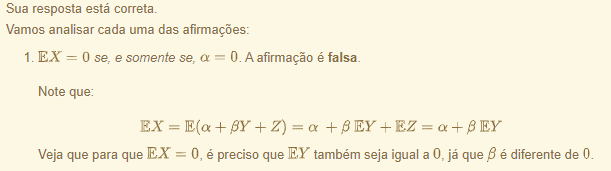 Sua resposta está correta.
Vamos analisar cada uma das afirmações:
1. 𝔼X = 0 se, e somente se, α = 0. A afirmação é falsa.
Note que:
𝔼X = 𝔼(α + βY + Z) = α + β 𝔼Y + 𝔼Z = α + β 𝔼Y
Veja que para que 𝔼X = 0, é preciso que 𝔼Y também seja igual a 0, já que β é diferente de 0.